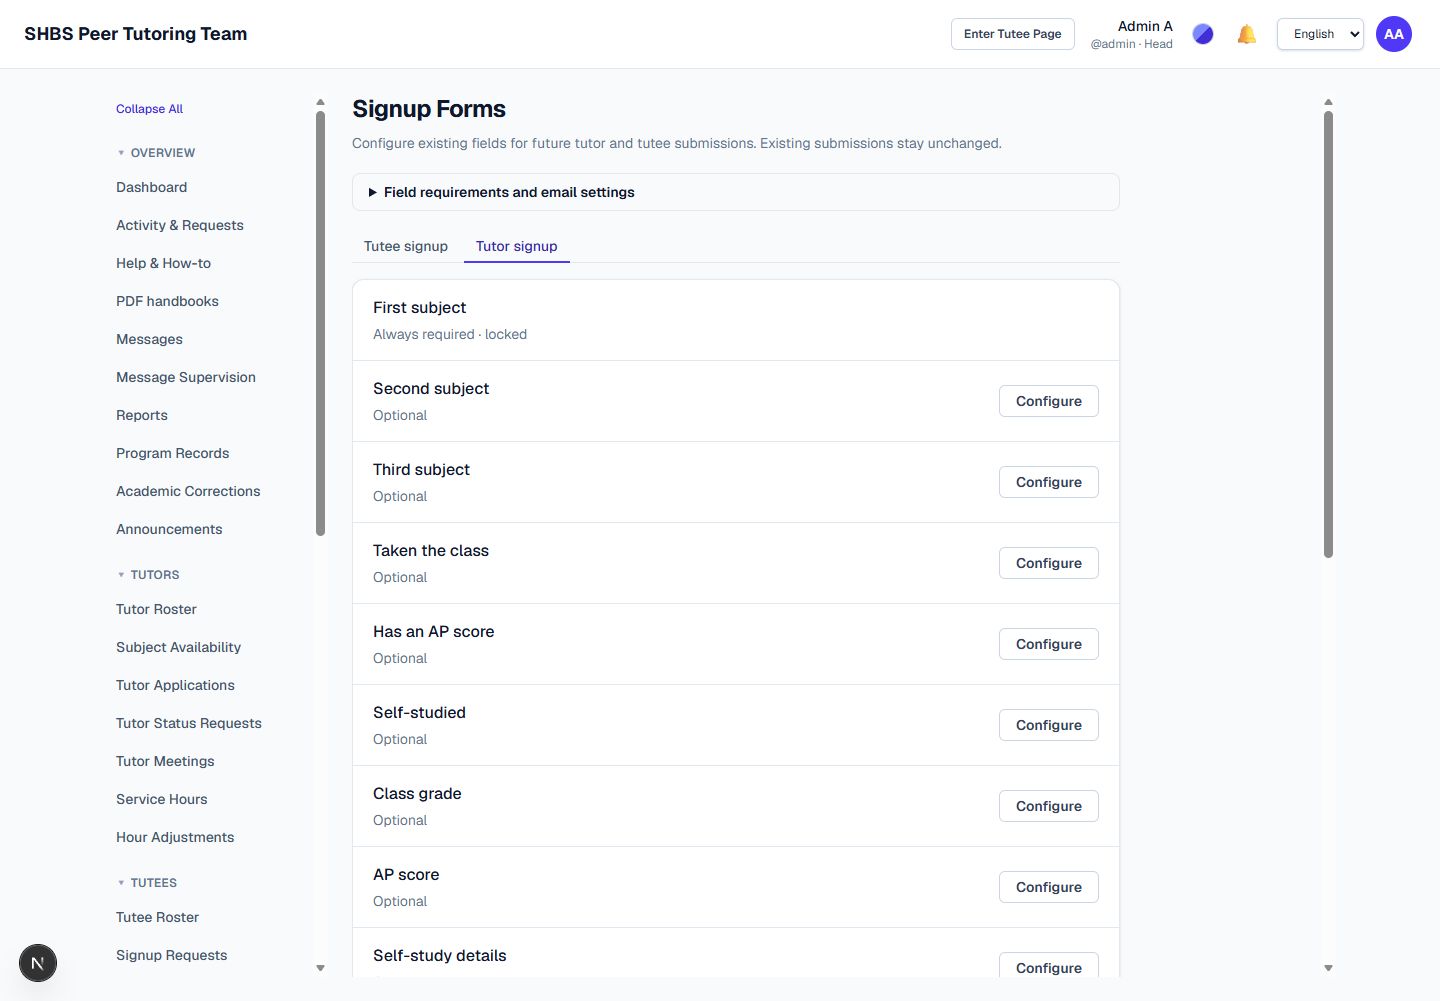 SHBS Peer Tutoring Team
Enter Tutee Page
Admin A
@admin · Head
English
AA
Collapse All
OVERVIEW
Dashboard
Activity & Requests
Help & How-to
PDF handbooks
Messages
Message Supervision
Reports
Program Records
Academic Corrections
Announcements
TUTORS
Tutor Roster
Subject Availability
Tutor Applications
Tutor Status Requests
Tutor Meetings
Service Hours
Hour Adjustments
TUTEES
Tutee Roster
Signup Requests
N
Signup Forms
Configure existing fields for future tutor and tutee submissions. Existing submissions stay unchanged.
Field requirements and email settings
Tutee signup
Tutor signup
First subject
Always required · locked
Second subject
Optional
Configure
Third subject
Optional
Configure
Taken the class
Optional
Configure
Has an AP score
Optional
Configure
Self-studied
Optional
Configure
Class grade
Optional
Configure
AP score
Optional
Configure
Self-study details
Configure